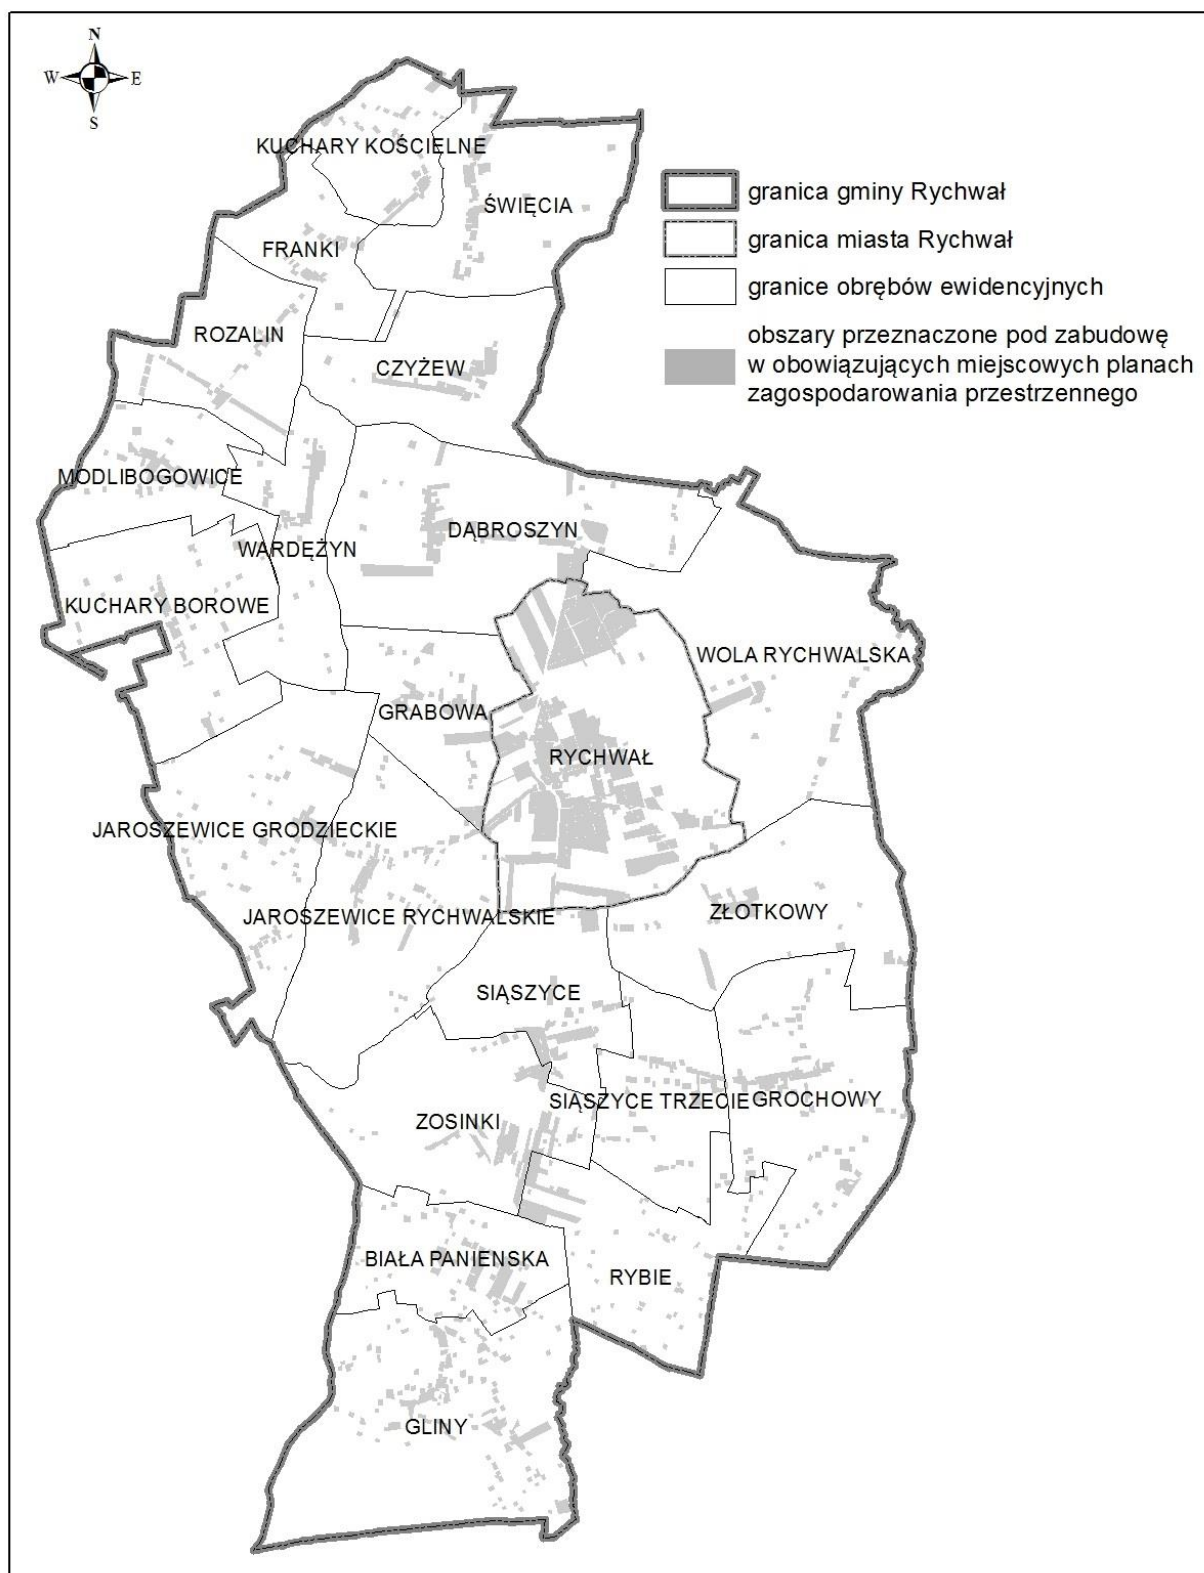 N
W E
S
KUCHARY KOŚCIELNE
ŚWIĘCIA
FRANKI
ROZALIN
CZYŻEW
MODLIBOGOWICE
WARDĘŻYN
DĄBROSZYN
KUCHARY BOROWE
WOLA RYCHWALSKA
GRABOWA
RYCHWAŁ
JAROSZEWICE GRODZIECKIE
JAROSZEWICE RYCHWALSKIE
ZŁOTKOWY
SIĄSZYCE
SIĄSZYCE TRZECIE
GROCHOWY
ZOSINKI
BIAŁA PANIENSKA
RYBIE
GLINY
granica gminy Rychwał
granica miasta Rychwał
granice obrębów ewidencyjnych
obszary przeznaczone pod zabudowę
w obowiązujących miejscowych planach
zagospodarowania przestrzennego